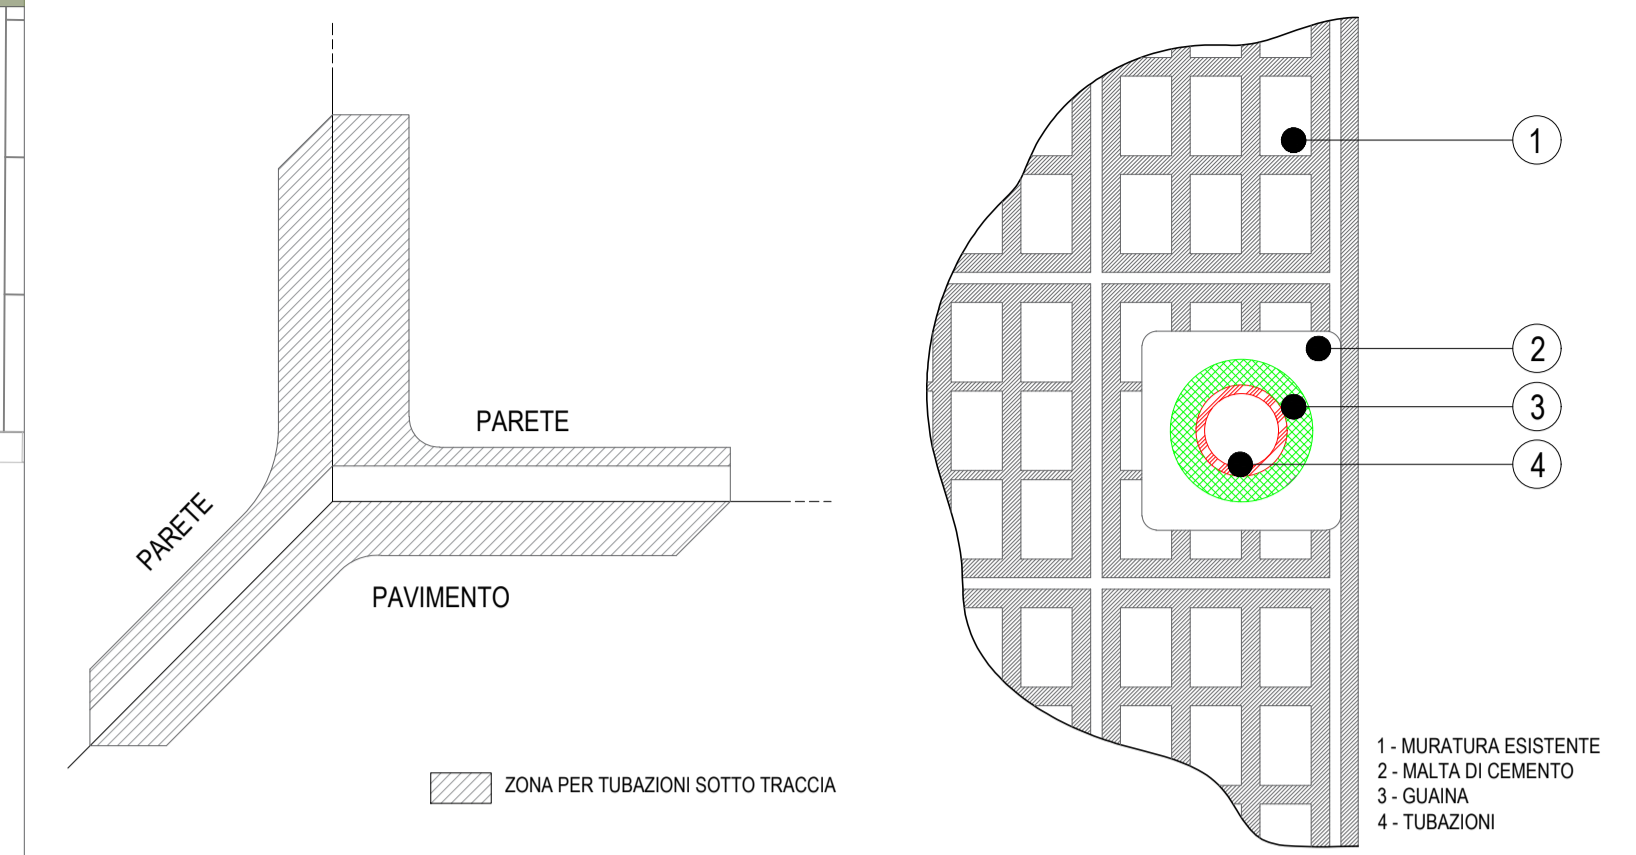 PARETE
PARETE
PAVIMENTO
ZONA PER TUBAZIONI SOTTO TRACCIA
1
2
3
4
1 - MURATURA ESISTENTE
2 - MALTA DI CEMENTO
3 - GUAINA
4 - TUBAZIONI